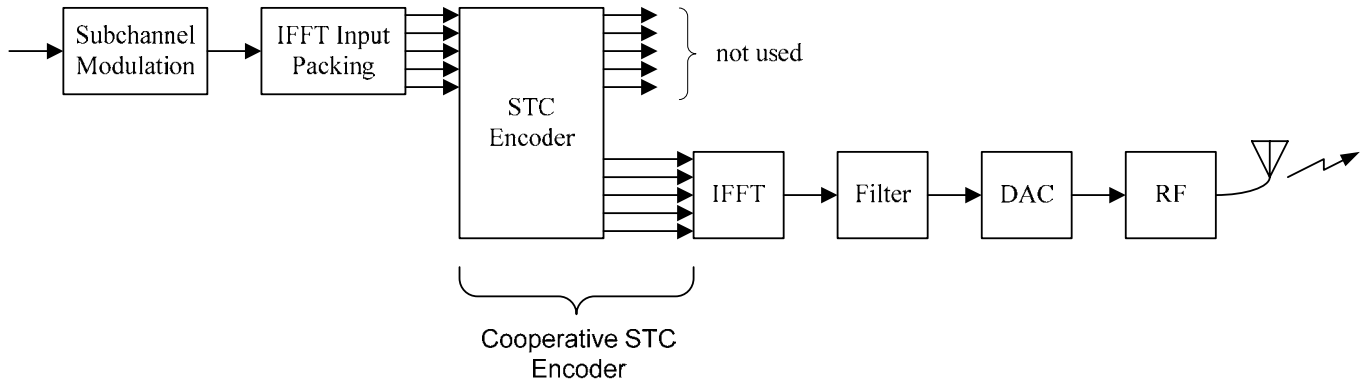 Subchannel
Modulation
IFFT Input
Packing
STC
Encoder
not used
IFFT
Filter
DAC
RF
Cooperative STC
Encoder